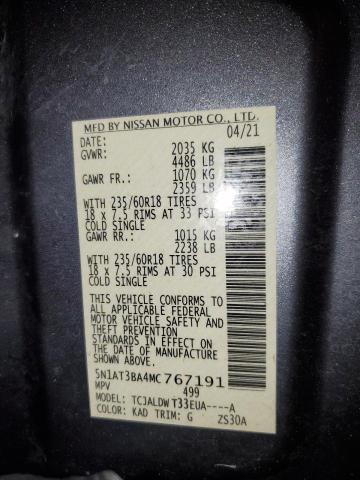 MFD BY NISSAN MOTOR CO., LTD.
DATE: 04/21
GVWR: 2035 KG
4486 LB
GAWR FR.: 1070 KG
2359 LB
WITH 235/60R18 TIRES
18 x 7.5 RIMS AT 33 PSI
COLD SINGLE
GAWR RR.: 1015 KG
2238 LB
WITH 235/60R18 TIRES
18 x 7.5 RIMS AT 30 PSI
COLD SINGLE
THIS VEHICLE CONFORMS TO
ALL APPLICABLE FEDERAL
MOTOR VEHICLE SAFETY AND
THEFT PREVENTION
STANDARDS IN EFFECT ON
THE DATE OF MANUFACTURE
SHOWN ABOVE.
5N1AT3BA4MC767191
MPV 499
MODEL: TCJALDWT33EUA----A
COLOR: KAD TRIM: G ZS30A